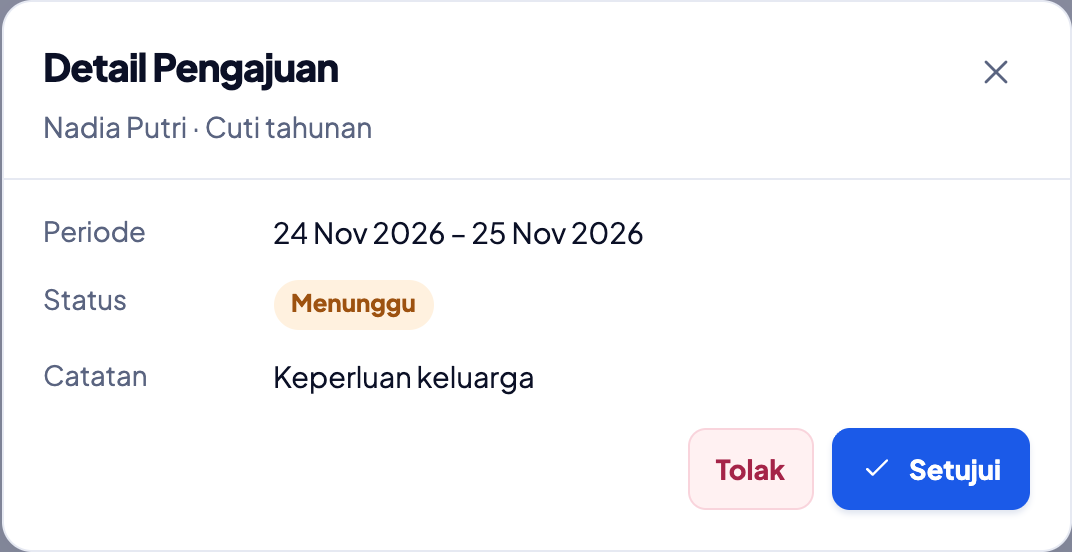 Detail Pengajuan
Nadia Putri · Cuti tahunan
Periode 24 Nov 2026 – 25 Nov 2026
Status Menunggu
Catatan Keperluan keluarga
Tolak Setujui